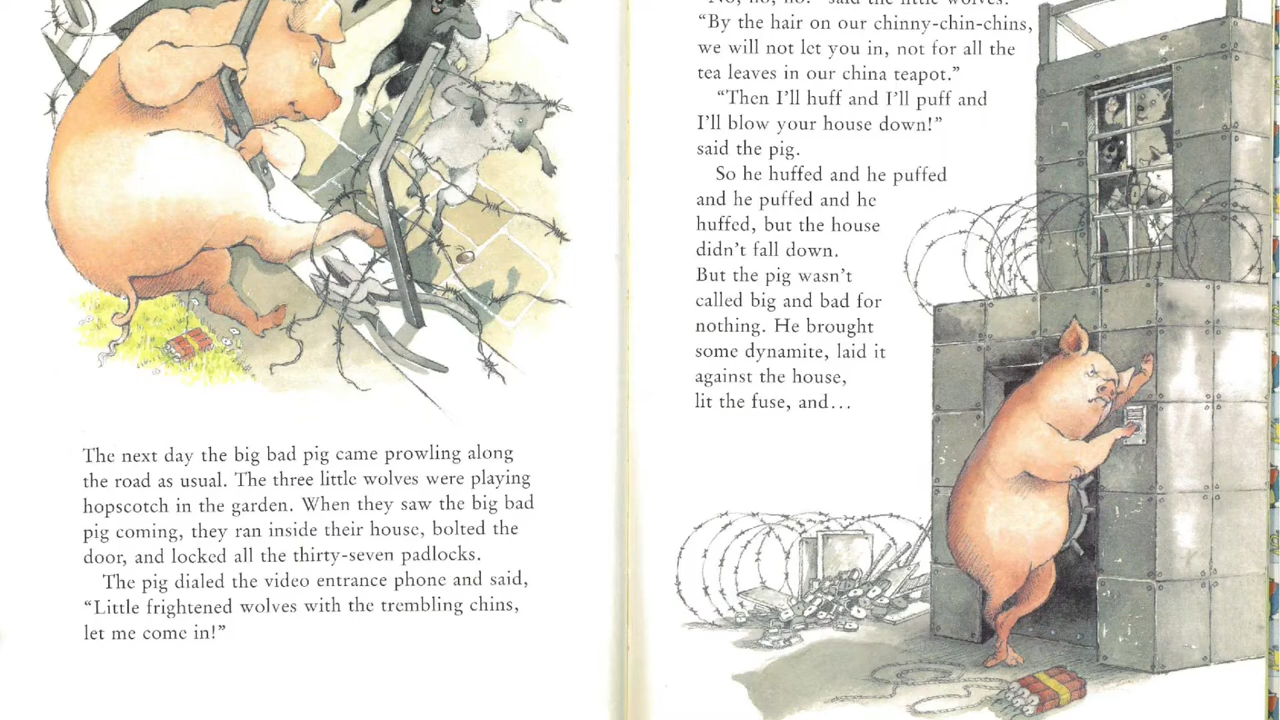 The next day the big bad pig came prowling along
the road as usual. The three little wolves were playing
hopscotch in the garden. When they saw the big bad
pig coming, they ran inside their house, bolted the
door, and locked all the thirty-seven padlocks.
The pig dialed the video entrance phone and said,
“Little frightened wolves with the trembling chins,
let me come in!”
“No, no, no!” said the little wolves.
“By the hair on our chinny-chin-chins,
we will not let you in, not for all the
tea leaves in our china teapot.”
“Then I’ll huff and I’ll puff and
I’ll blow your house down!”
said the pig.
So he huffed and he puffed
and he puffed and he
huffed, but the house
didn’t fall down.
But the pig wasn’t
called big and bad for
nothing. He brought
some dynamite, laid it
against the house,
lit the fuse, and…